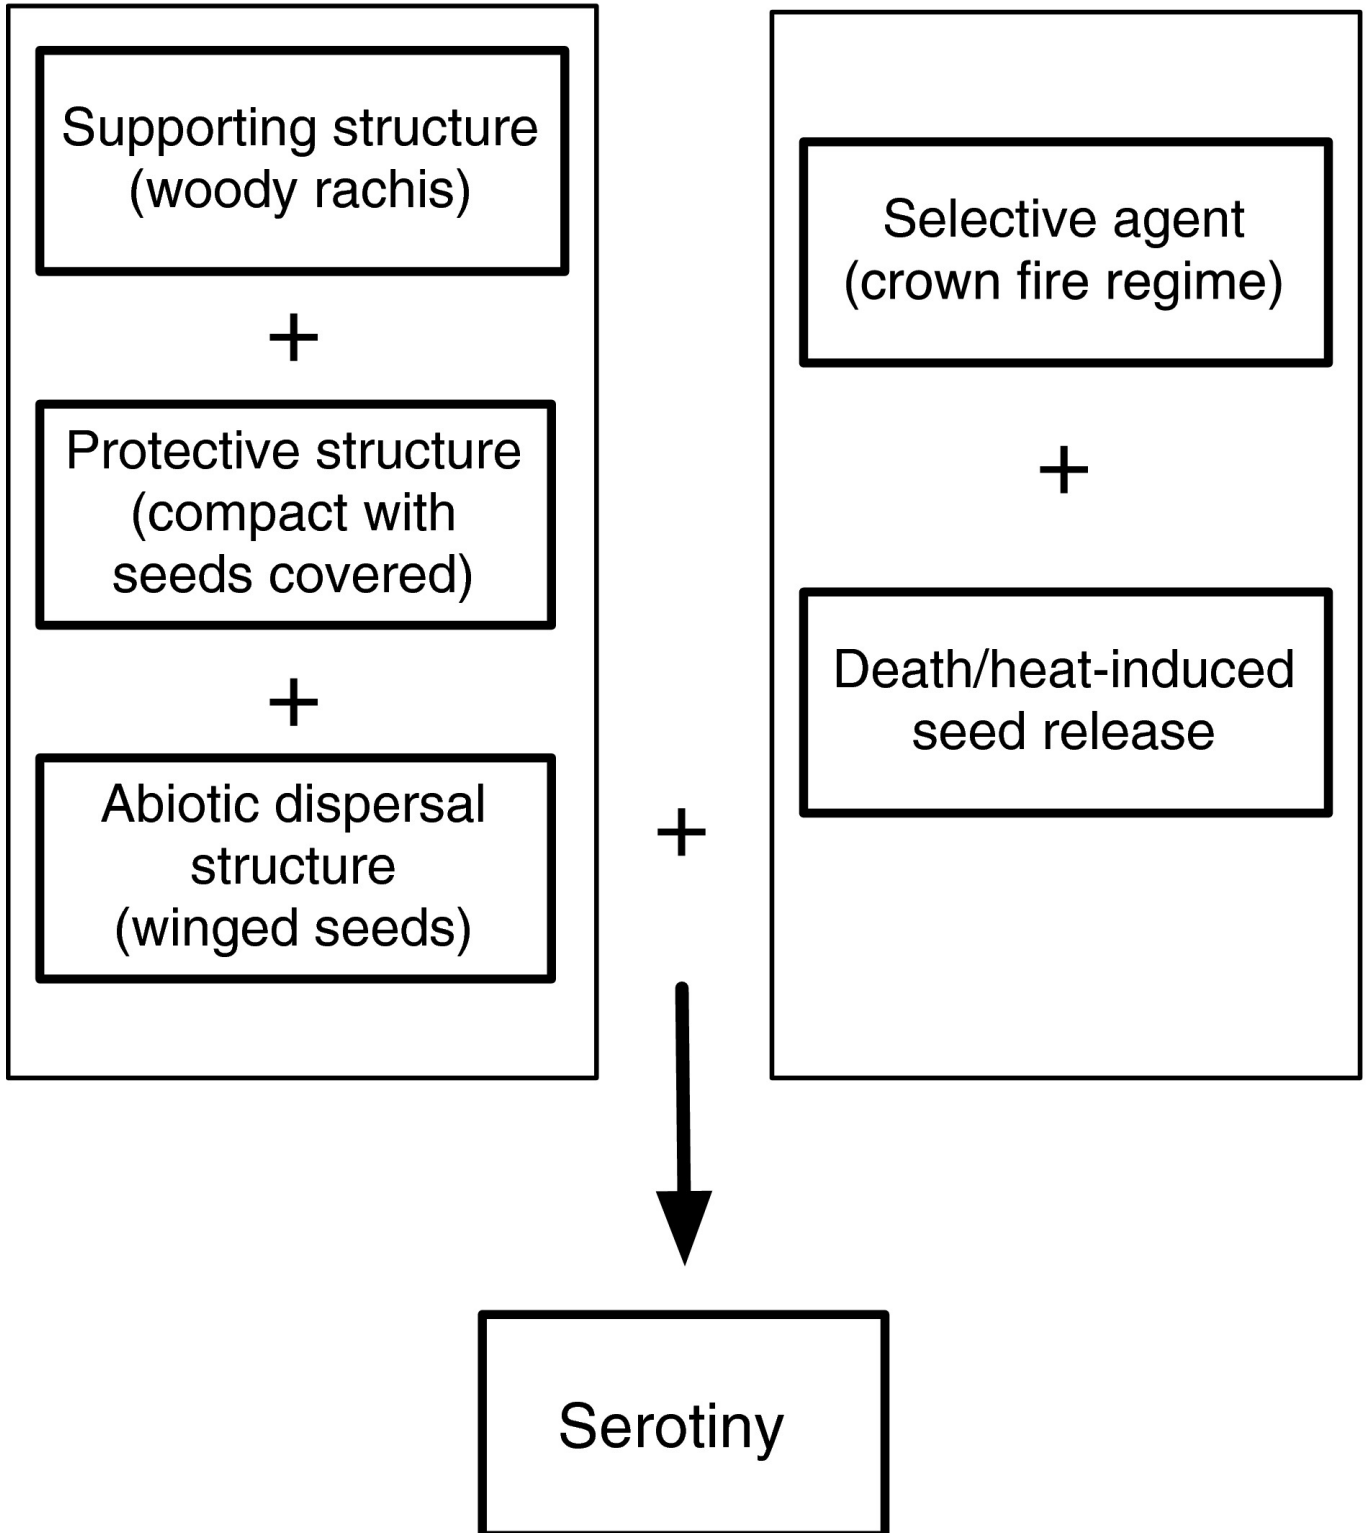 Supporting structure
(woody rachis)
+
Protective structure
(compact with
seeds covered)
+
Abiotic dispersal
structure
(winged seeds)
+
Selective agent
(crown fire regime)
+
Death/heat-induced
seed release
Serotiny